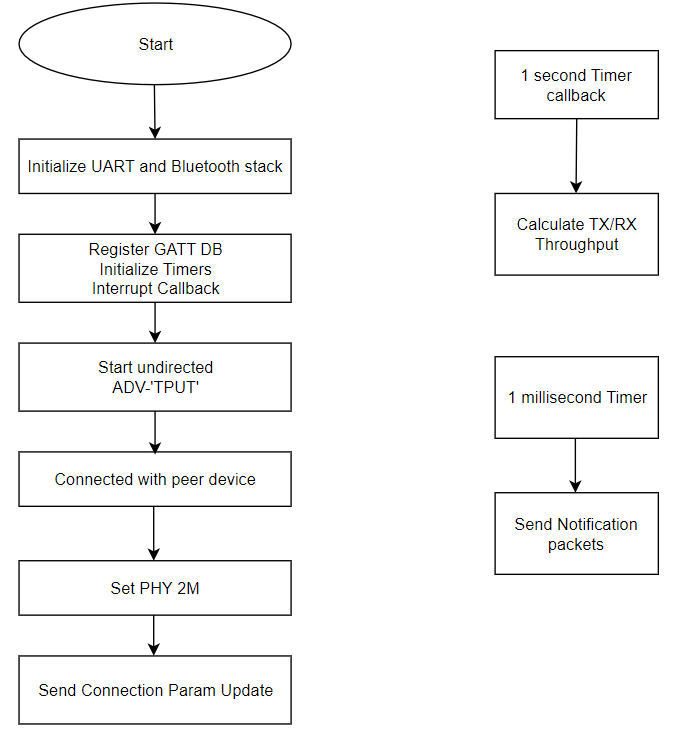 Start
Initialize UART and Bluetooth stack
Register GATT DB
Initialize Timers
Interrupt Callback
Start undirected
ADV-'TPUT'
Connected with peer device
Set PHY 2M
Send Connection Param Update
1 second Timer
callback
Calculate TX/RX
Throughput
1 millisecond Timer
Send Notification
packets